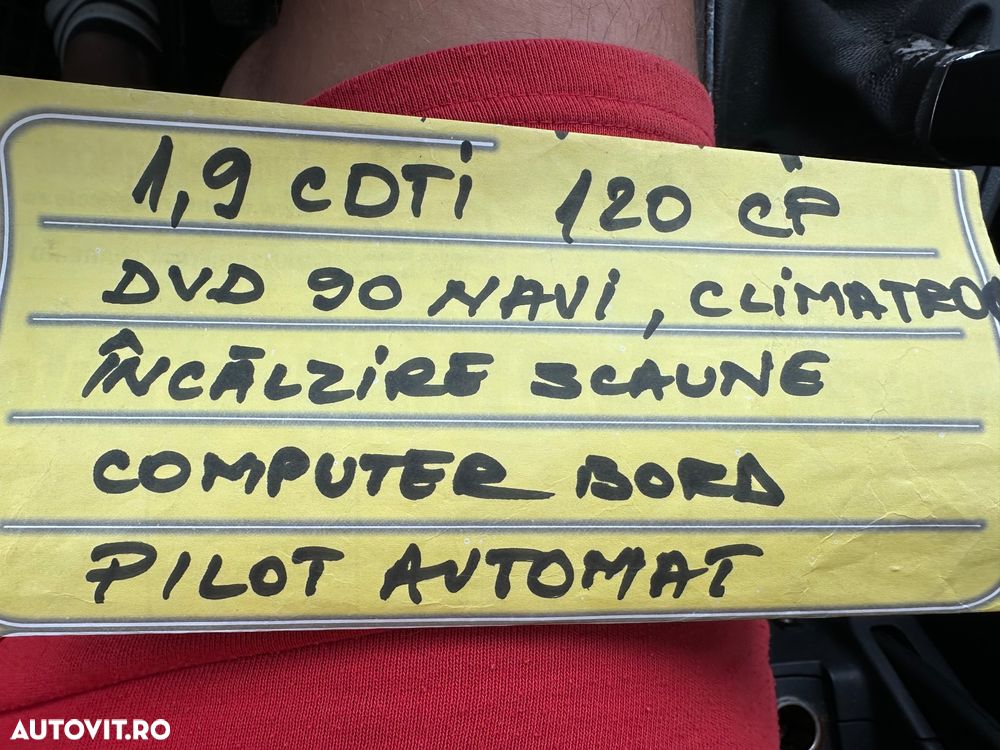 1,9 CDTi 120 CP
DVD 90 NAVi, CLiMATRO
ÎNCĂLZiRE SCAUNE
COMPUTER BORD
PILOT AUTOMAT
AUTOVIT.RO